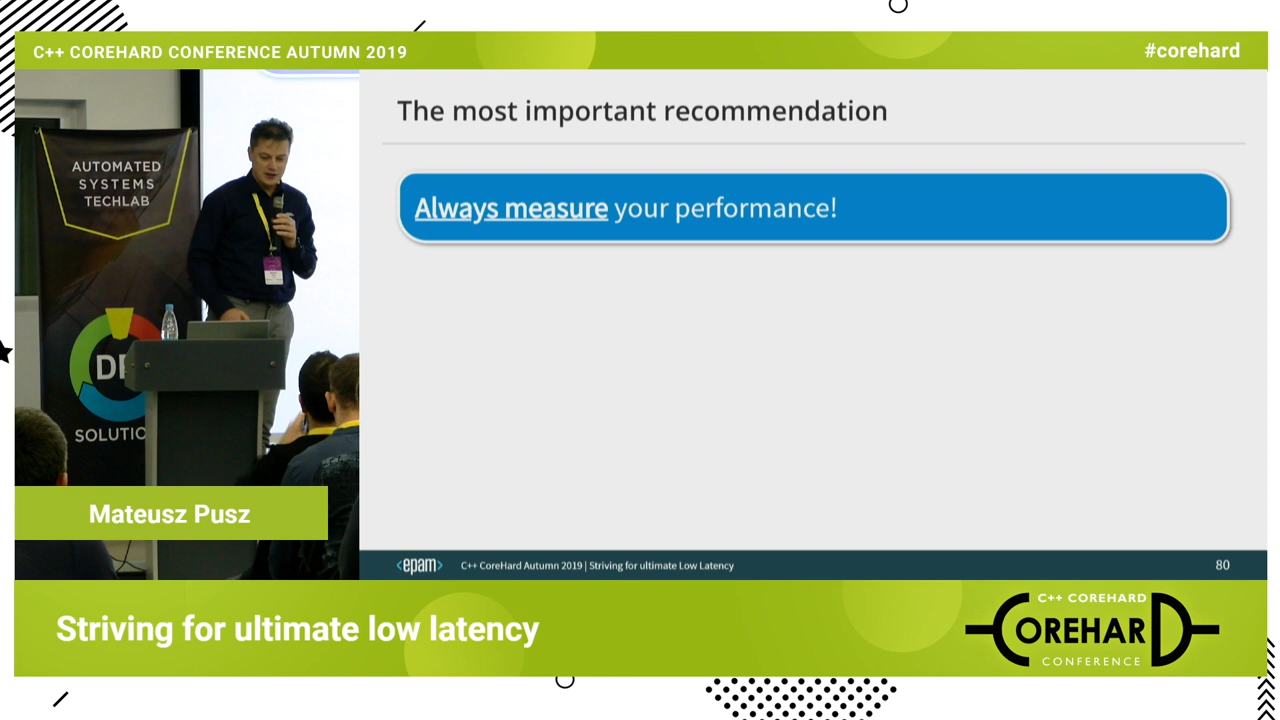 C++ COREHARD CONFERENCE AUTUMN 2019
#corehard
The most important recommendation
Always measure your performance!
AUTOMATED
SYSTEMS
TECHLAB
SOLUTIO
Mateusz Pusz
<epam>
C++ CoreHard Autumn 2019 | Striving for ultimate Low Latency
80
Striving for ultimate low latency
C++ COREHARD
COREHARD
CONFERENCE